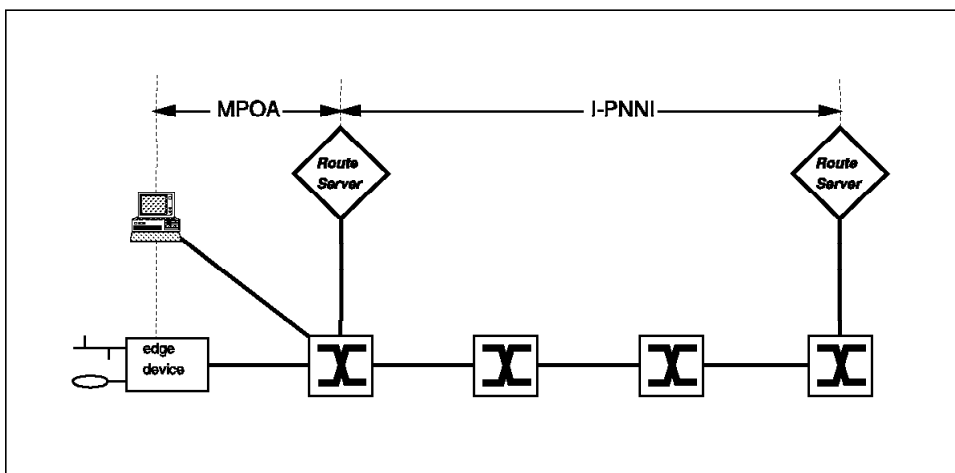 MPOA
I-PNNI
Route
Server
Route
Server
edge
device